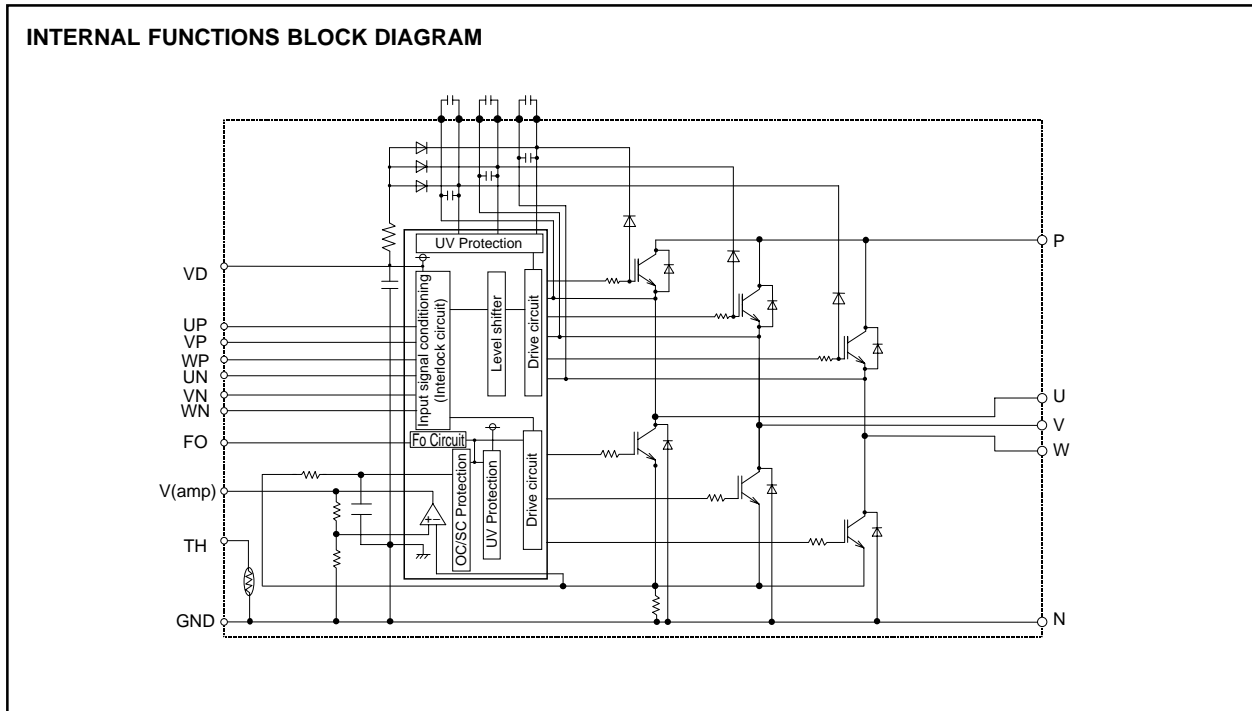 INTERNAL FUNCTIONS BLOCK DIAGRAM
UV Protection
P
VD
Input signal conditioning
(Interlock circuit)
Level shifter
Drive circuit
UP
VP
WP
UN
VN
WN
U
V
W
FO
Fo Circuit
OC/SC Protection
UV Protection
Drive circuit
V(amp)
+
−
TH
GND
N